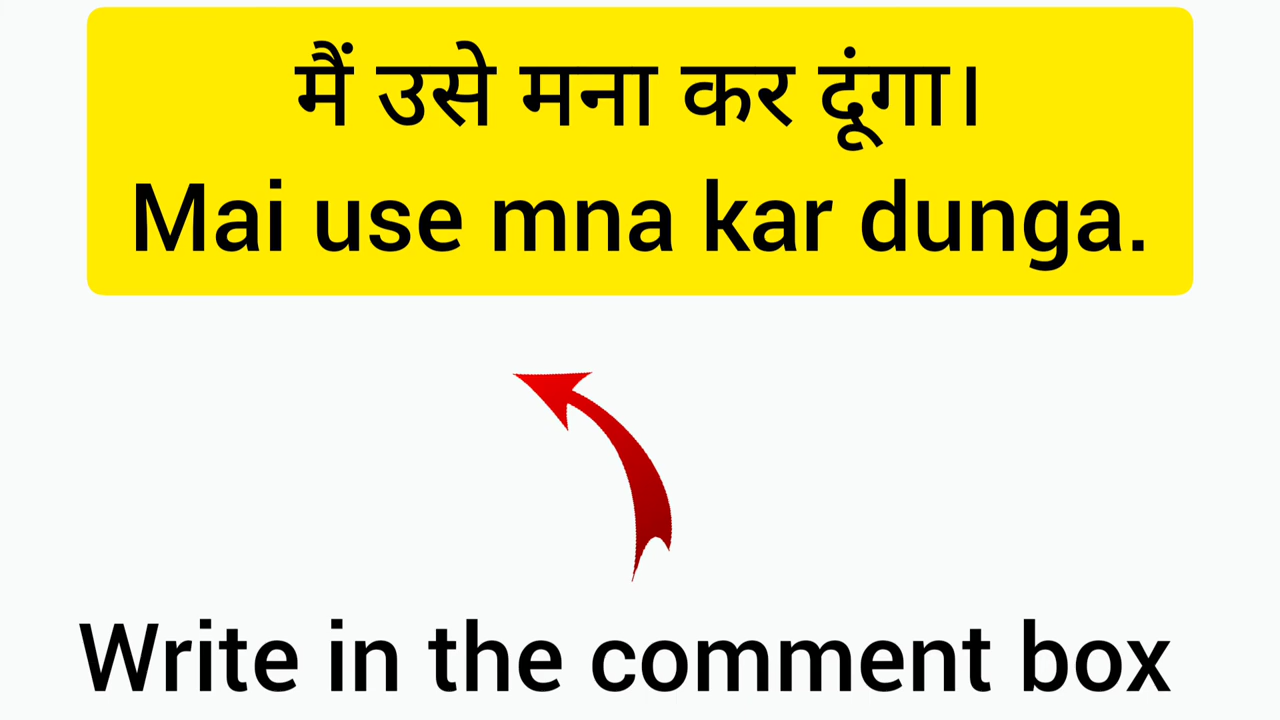 मैं उसे मना कर दूंगा।
Mai use mna kar dunga.
Write in the comment box